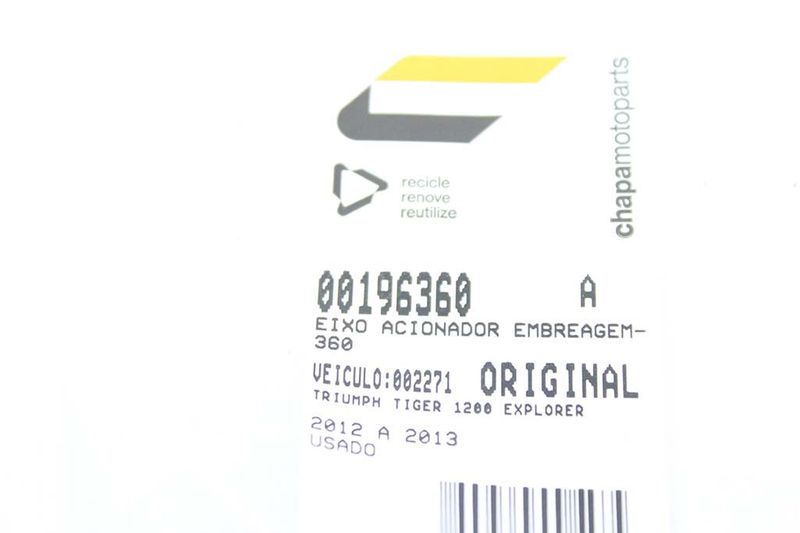 recicle
renove
reutilize
chapamotoparts
00196360 A
EIXO ACIONADOR EMBREAGEM-
360
VEICULO:002271 ORIGINAL
TRIUMPH TIGER 1200 EXPLORER
2012 A 2013
USADO